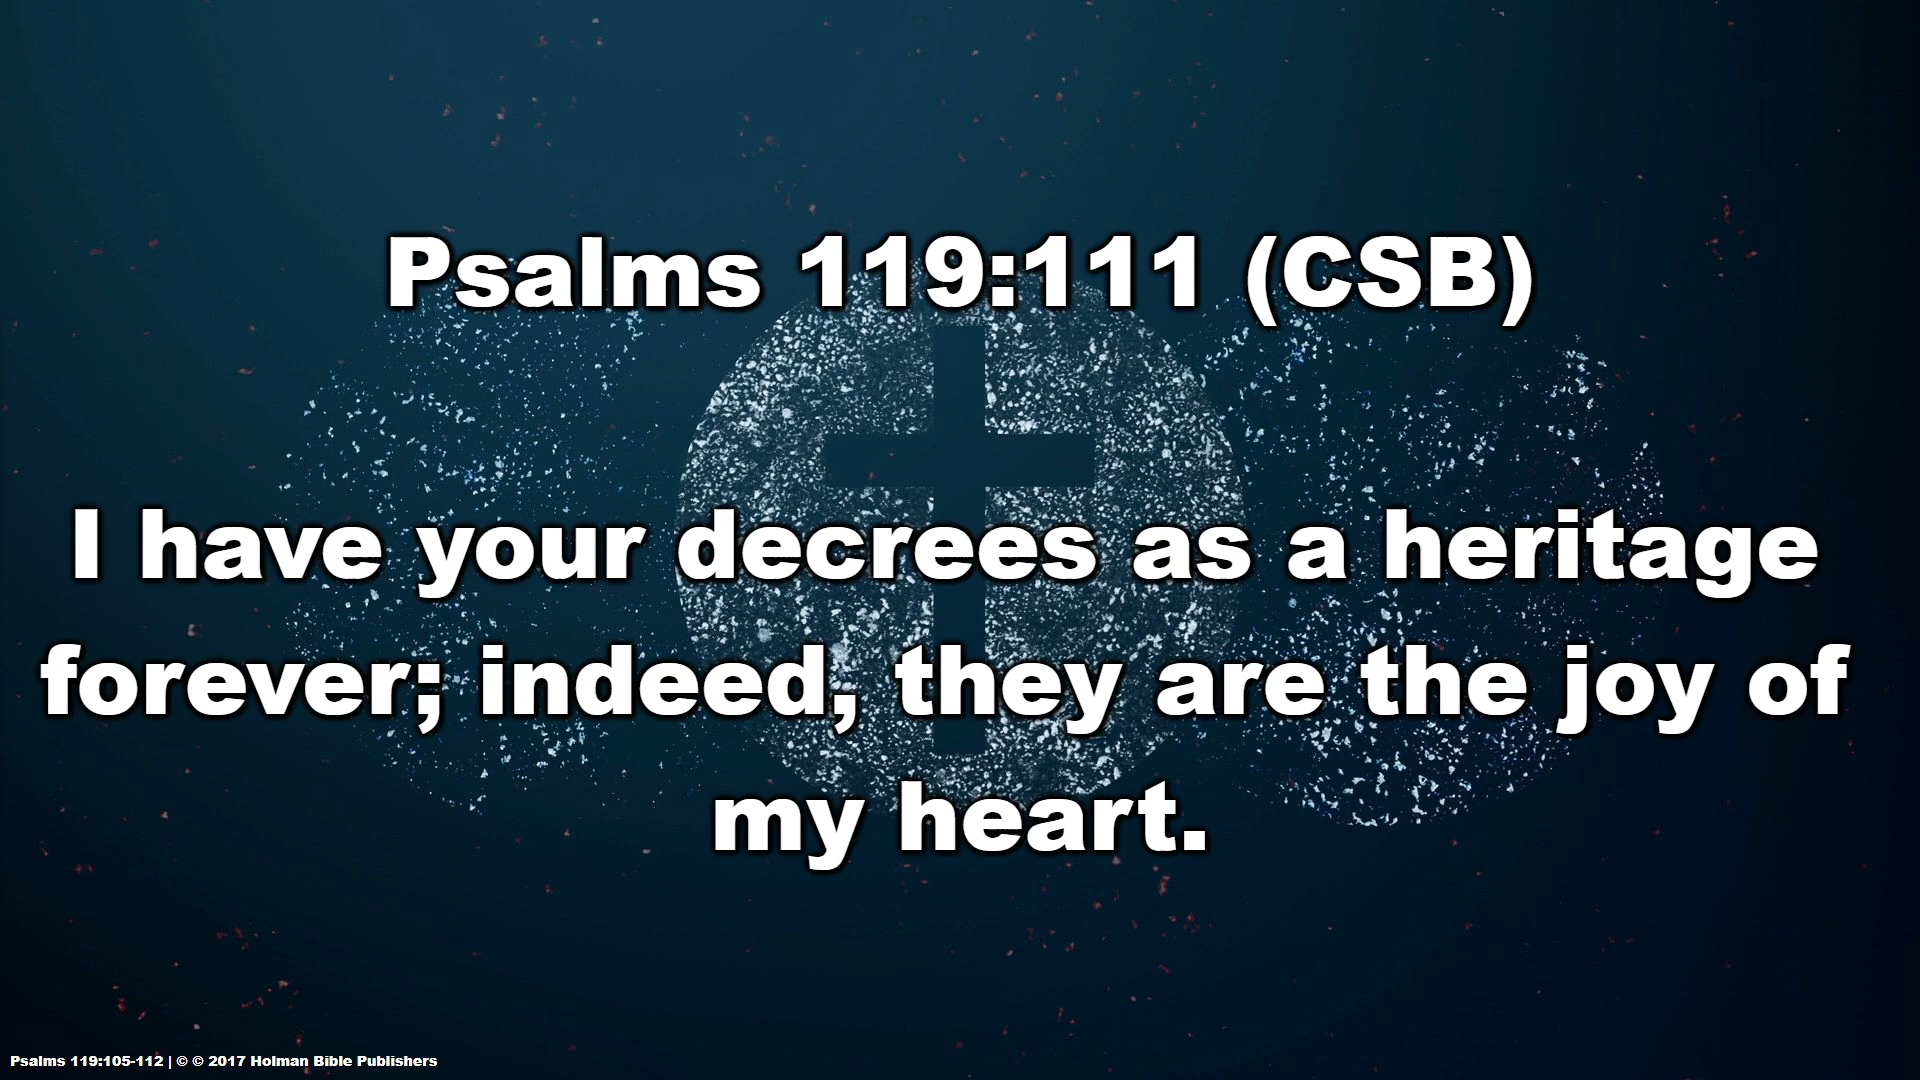 Psalms 119:111 (CSB)
I have your decrees as a heritage
forever; indeed, they are the joy of
my heart.
Psalms 119:105-112 | © © 2017 Holman Bible Publishers